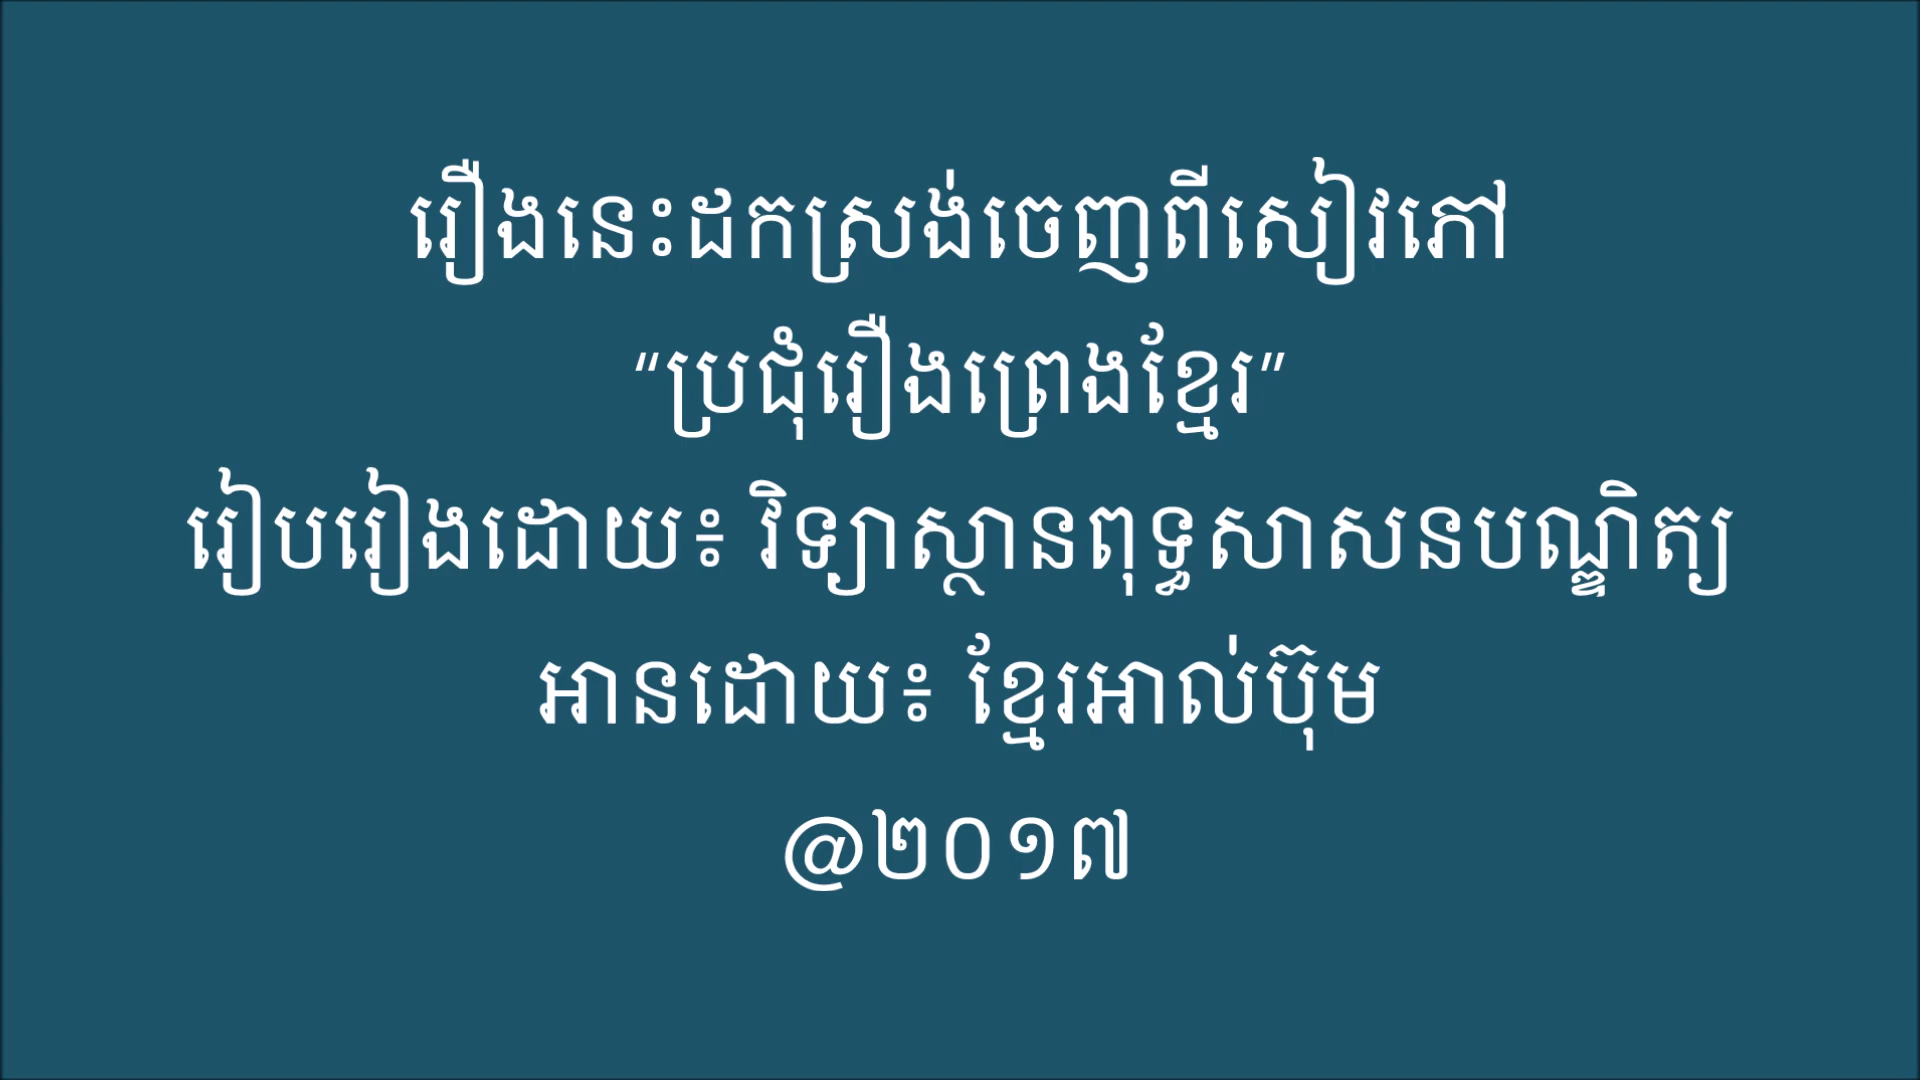 រឿងនេះដកស្រង់ចេញពីសៀវភៅ
“ប្រជុំរឿងព្រេងខ្មែរ”
រៀបរៀងដោយ៖ វិទ្យាស្ថានពុទ្ធសាសនបណ្ឌិត្យ
អានដោយ៖ ខ្មែរអាល់ប៊ុម
@២០១៧